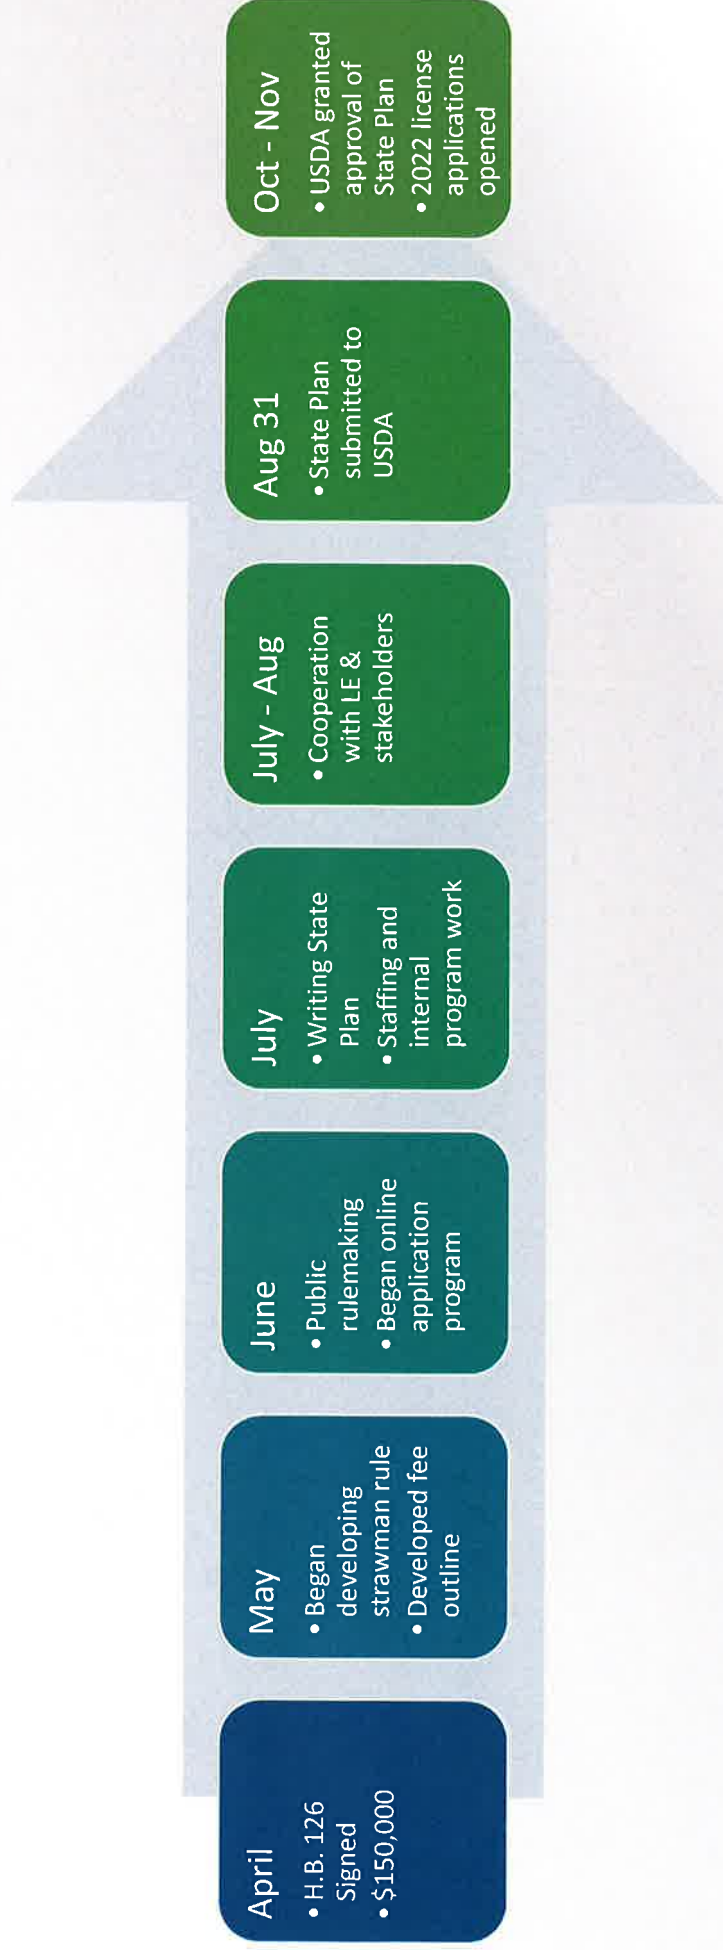 April
• H.B. 126
Signed
• $150,000
May
• Began
developing
strawman rule
• Developed fee
outline
June
• Public
rulemaking
• Began online
application
program
July
• Writing State
Plan
• Staffing and
internal
program work
July - Aug
• Cooperation
with LE &
stakeholders
Aug 31
• State Plan
submitted to
USDA
Oct - Nov
• USDA granted
approval of
State Plan
• 2022 license
applications
opened